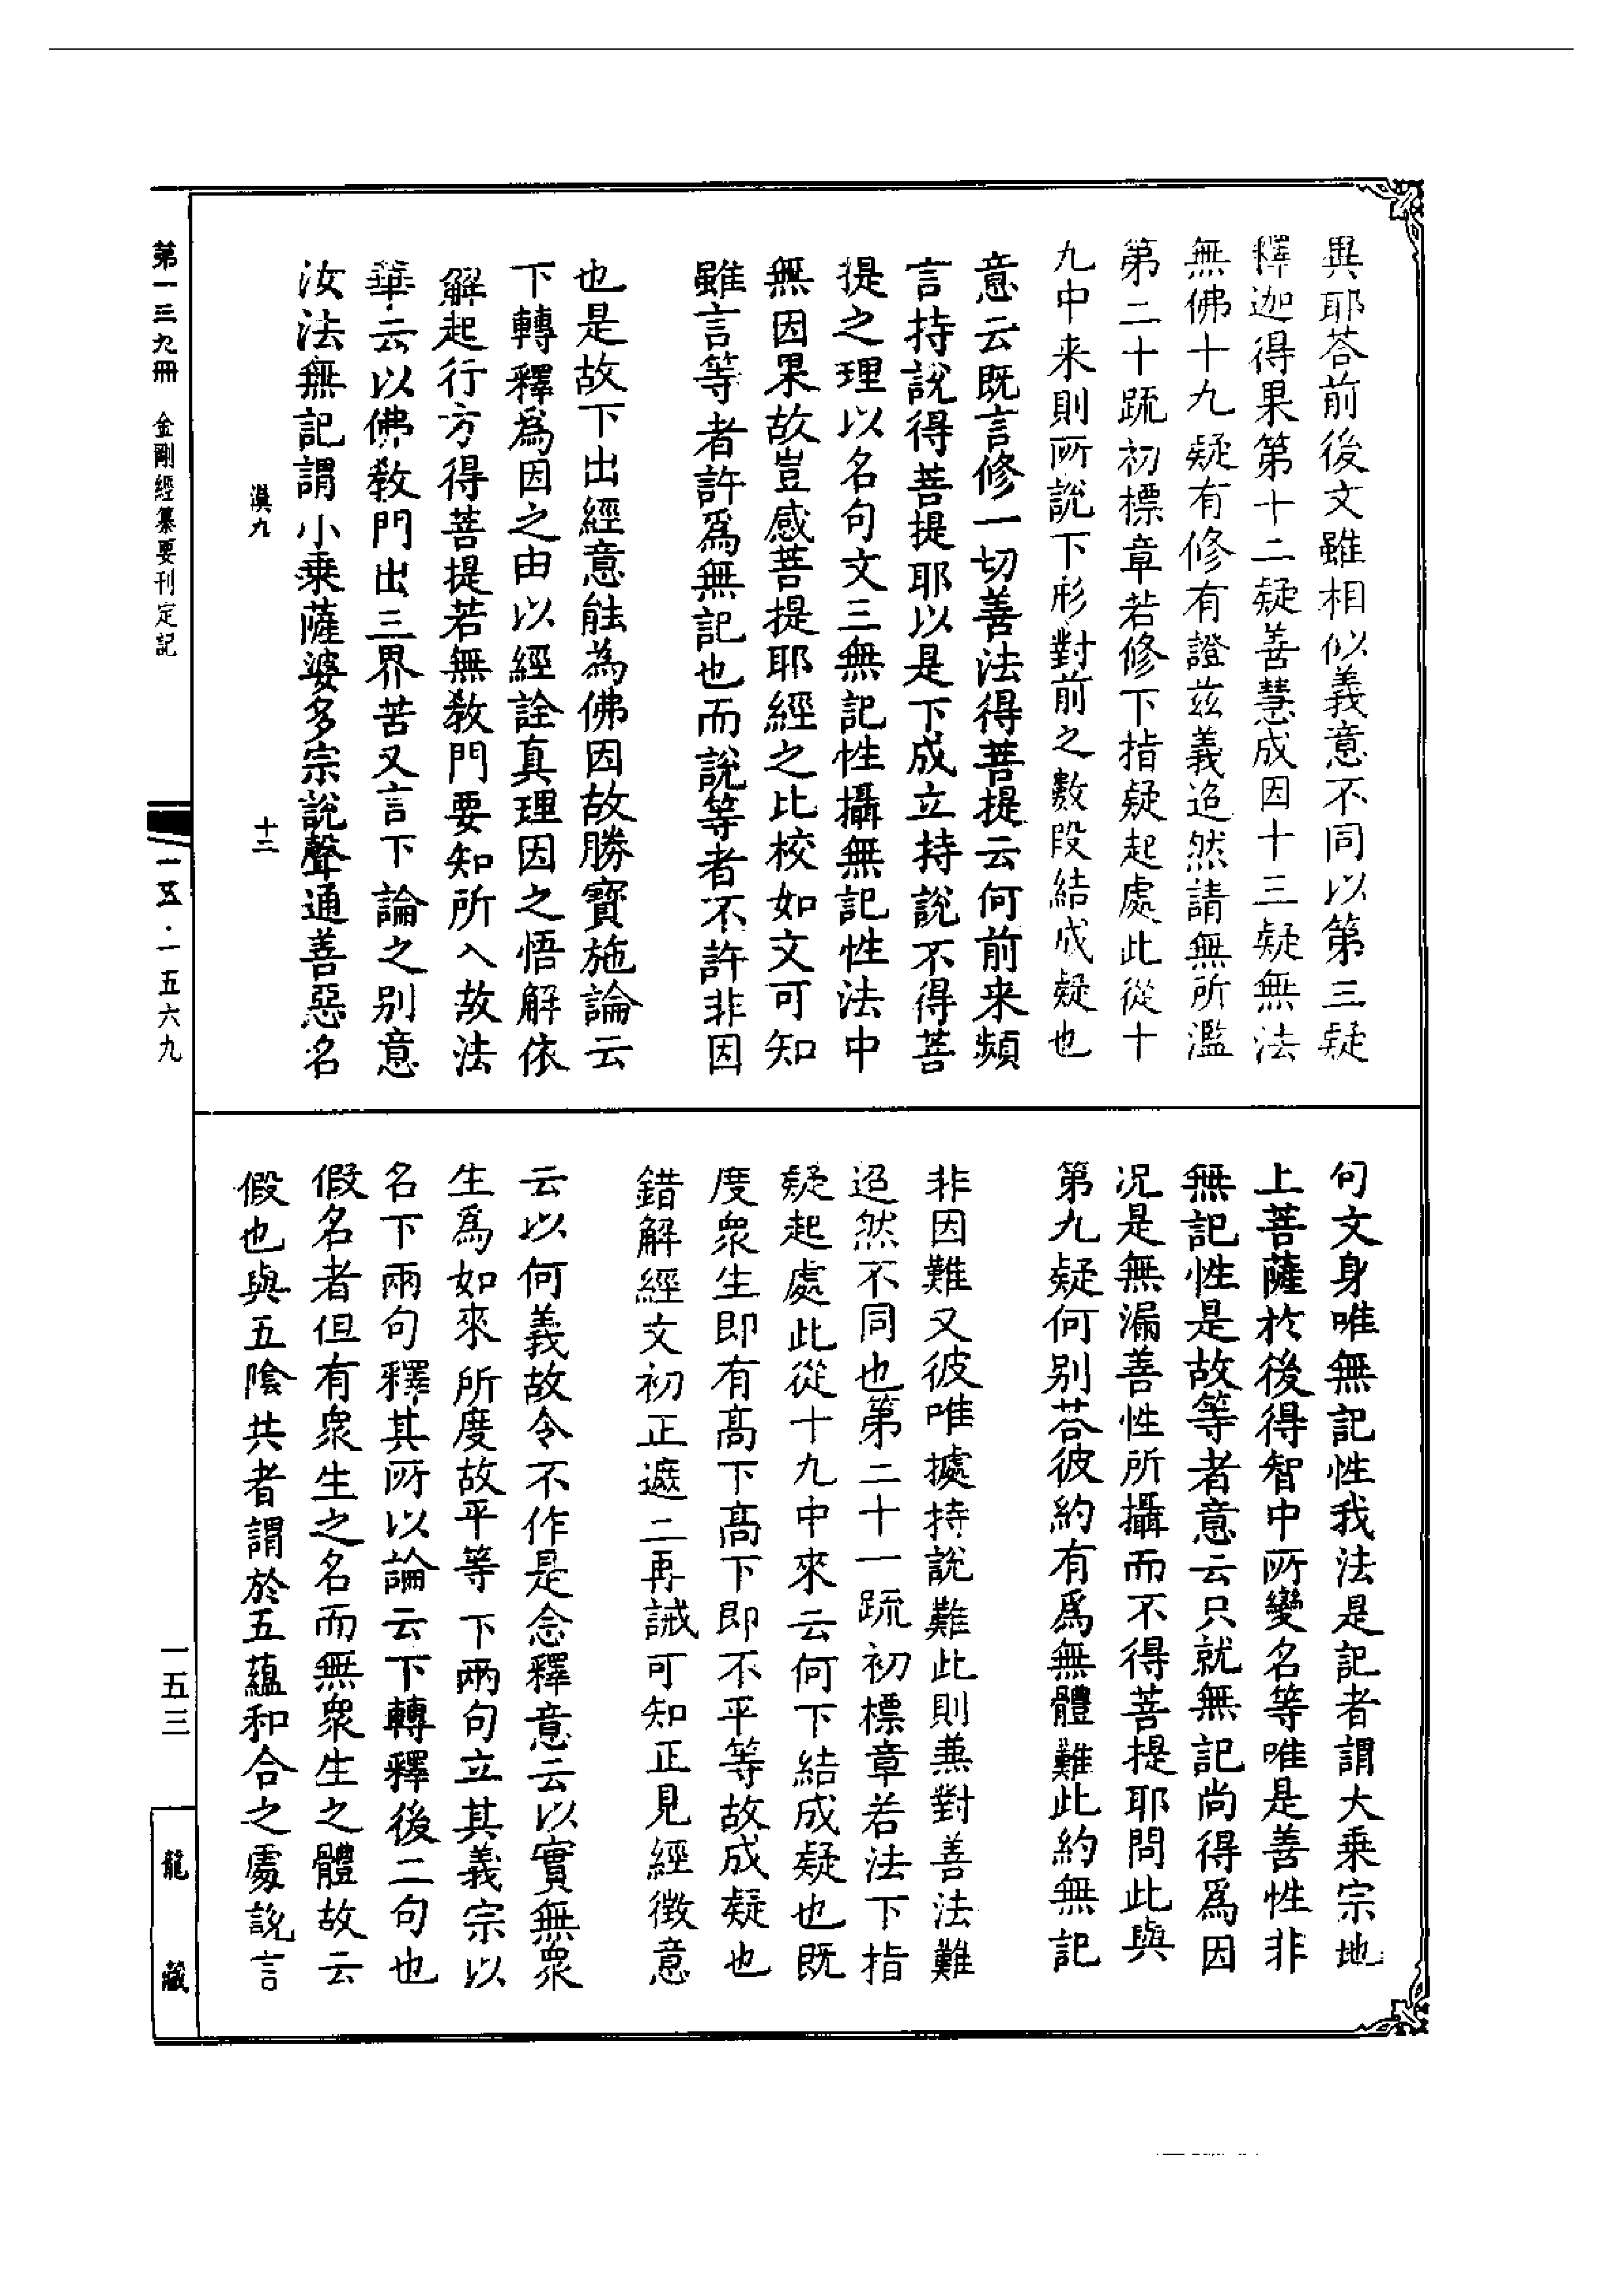 異耶荅前後文雖相似義意不同以第三疑
釋迦得果第十二疑善慧成因十三疑無法
無佛十九疑有修有證茲義迢然請無所濫
第二十䟽初標章若修下指疑起處此從十
九中来則所說下形對前之數段結成疑也
意云既言修一切善法得菩提云何前来頻
言持說得菩提耶以是下成立持說不得菩
提之理以名句文三無記性攝無記性法中
無因果故豈感菩提耶經之比校如文可知
雖言等者許爲無記也而說等者不許非因
也是故下出經意能為佛因故勝寳施論云
下轉釋爲因之由以經詮真理因之悟解依
解起行方得菩提若無敎門要知所入故法
華云以佛敎門出三界苦又言下論之别意
汝法無記謂小乗薩婆多宗說聲通善惡名
漠九 十三
句文身唯無記性我法是記者謂大乗宗地
上菩薩於後得智中所變名等唯是善性非
無記性是故等者意云只就無記尚得爲因
况是無漏善性所攝而不得菩提耶問此與
第九疑何别荅彼約有爲無體難此約無記
非因難又彼唯據持說難此則兼對善法難
迢然不同也第二十一䟽初標章若法下指
疑起處此從十九中來云何下結成疑也既
度衆生即有髙下髙下即不平等故成疑也
錯解經文初正遮二再誡可知正見經徴意
云以何義故令不作是念釋意云以實無衆
生爲如來所度故平等下兩句立其義宗以
名下兩句釋其所以論云下轉釋後二句也
假名者但有衆生之名而無衆生之體故云
假也與五陰共者謂於五蘊和合之處說言
第一三九冊 金剛經纂要刊定記
一五·一五六九
一五三
龍藏